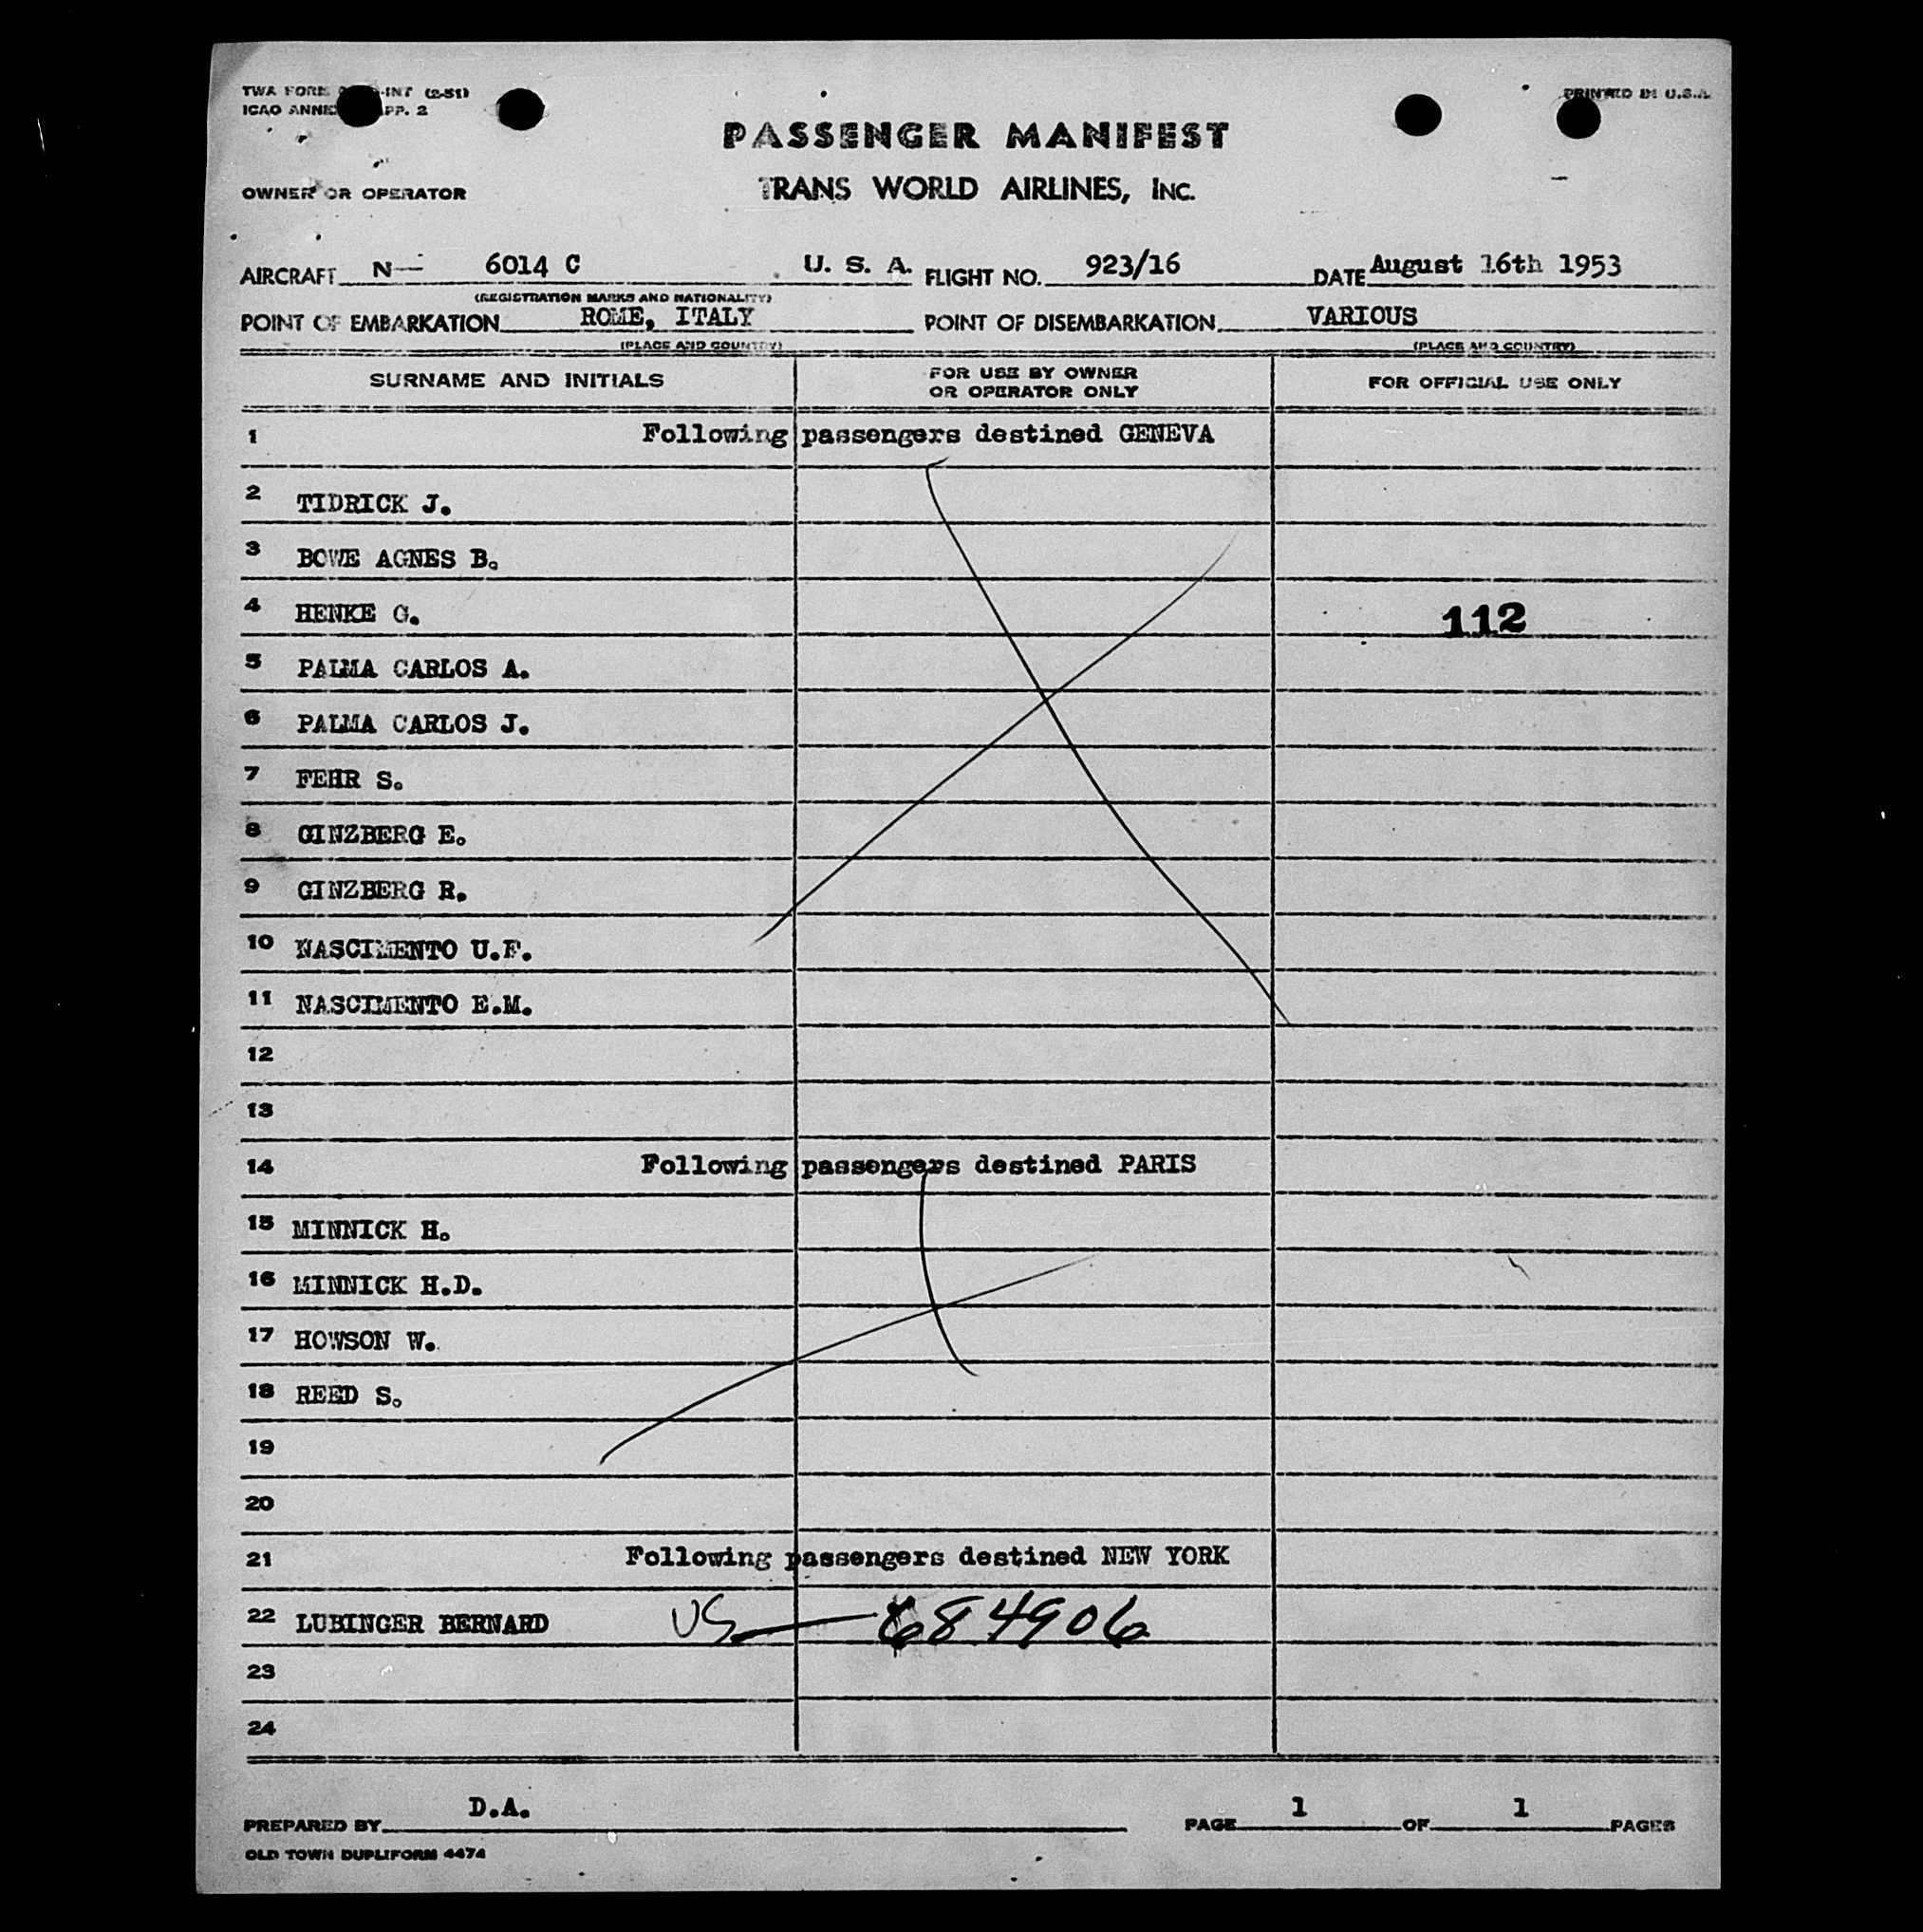 TWA FORM -INT (2-51)
ICAO ANNEX APP. 2
PRINTED IN U.S.A.
PASSENGER MANIFEST
OWNER OR OPERATOR TRANS WORLD AIRLINES, INC.
AIRCRAFT N— 6014 C U. S. A. FLIGHT NO. 923/16 DATE August 16th 1953
(REGISTRATION MARKS AND NATIONALITY)
POINT OF EMBARKATION ROME, ITALY POINT OF DISEMBARKATION VARIOUS
(PLACE AND COUNTRY) (PLACE AND COUNTRY)
SURNAME AND INITIALS FOR USE BY OWNER OR OPERATOR ONLY FOR OFFICIAL USE ONLY
1 Following passengers destined GENEVA
2 TIDRICK J.
3 BOWE AGNES B.
4 HENKE G. 112
5 PALMA CARLOS A.
6 PALMA CARLOS J.
7 FEHR S.
8 GINZBERG E.
9 GINZBERG R.
10 NASCIMENTO U.F.
11 NASCIMENTO E.M.
12
13
14 Following passengers destined PARIS
15 MINNICK H.
16 MINNICK H.D.
17 HOWSON W.
18 REED S.
19
20
21 Following passengers destined NEW YORK
22 LUBINGER BERNARD US — 684906
23
24
PREPARED BY D.A. PAGE 1 OF 1 PAGES
OLD TOWN DUPLIFORM 4474